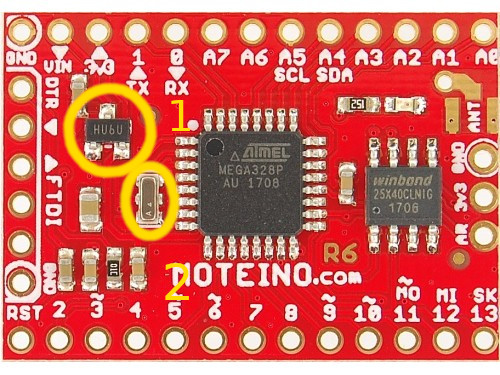 GND VIN 3V3 1 0 A7 A6 A5 A4 A3 A2 A1 A0
TX RX SCL SDA
DTR
FTDI
GND
HU6U
1
ATMEL
MEGA328P
AU 1708
winbond
25X40CLNIG
1708
ANT
GND
3v3
AR
2
R6
MOTEINO.com
RST 2 3 4 5 6 7 8 9 10 11 12 13
MO MI SK